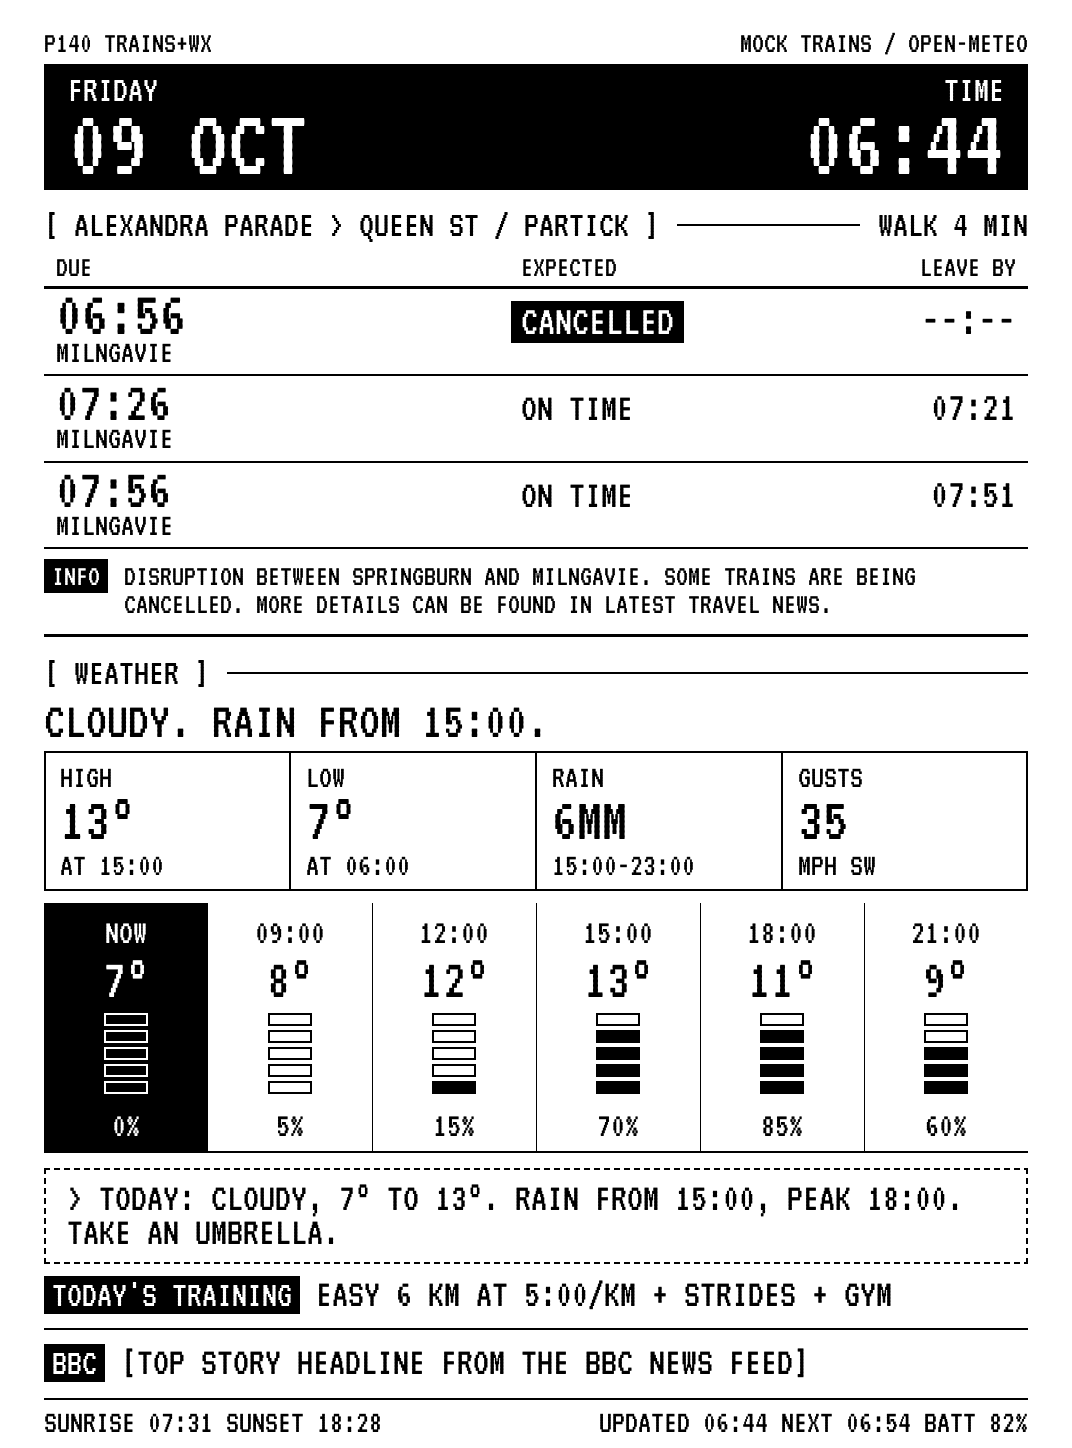 P140 TRAINS+WX MOCK TRAINS / OPEN-METEO
FRIDAY TIME
09 OCT 06:44
[ ALEXANDRA PARADE > QUEEN ST / PARTICK ] WALK 4 MIN
DUE EXPECTED LEAVE BY
06:56 CANCELLED --:--
MILNGAVIE
07:26 ON TIME 07:21
MILNGAVIE
07:56 ON TIME 07:51
MILNGAVIE
INFO DISRUPTION BETWEEN SPRINGBURN AND MILNGAVIE. SOME TRAINS ARE BEING
CANCELLED. MORE DETAILS CAN BE FOUND IN LATEST TRAVEL NEWS.
[ WEATHER ]
CLOUDY. RAIN FROM 15:00.
HIGH LOW RAIN GUSTS
13° 7° 6MM 35
AT 15:00 AT 06:00 15:00-23:00 MPH SW
NOW 09:00 12:00 15:00 18:00 21:00
7° 8° 12° 13° 11° 9°
0% 5% 15% 70% 85% 60%
> TODAY: CLOUDY, 7° TO 13°. RAIN FROM 15:00, PEAK 18:00.
TAKE AN UMBRELLA.
TODAY'S TRAINING EASY 6 KM AT 5:00/KM + STRIDES + GYM
BBC [TOP STORY HEADLINE FROM THE BBC NEWS FEED]
SUNRISE 07:31 SUNSET 18:28 UPDATED 06:44 NEXT 06:54 BATT 82%